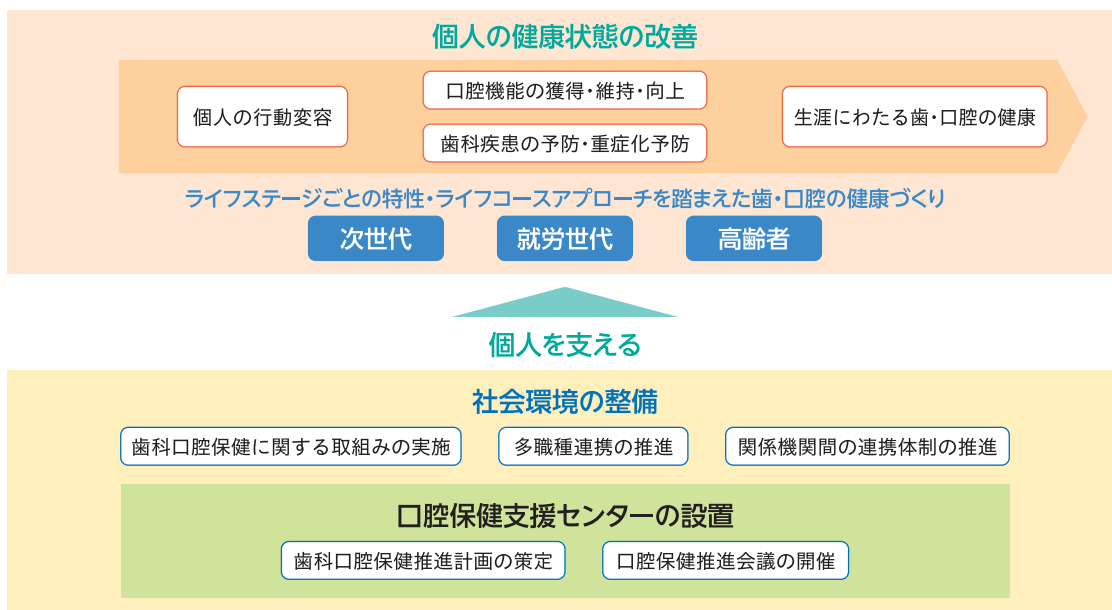 個人の健康状態の改善
個人の行動変容
口腔機能の獲得・維持・向上
歯科疾患の予防・重症化予防
生涯にわたる歯・口腔の健康
ライフステージごとの特性・ライフコースアプローチを踏まえた歯・口腔の健康づくり
次世代
就労世代
高齢者
個人を支える
社会環境の整備
歯科口腔保健に関する取組みの実施
多職種連携の推進
関係機関間の連携体制の推進
口腔保健支援センターの設置
歯科口腔保健推進計画の策定
口腔保健推進会議の開催